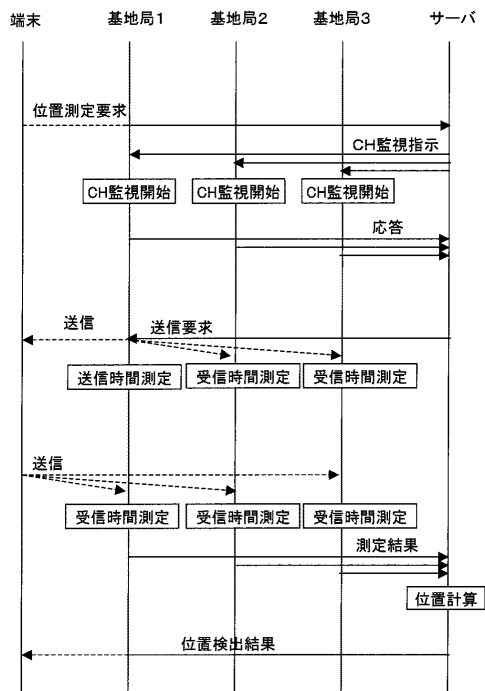 端末 基地局1 基地局2 基地局3 サーバ
位置測定要求
CH監視指示
CH監視開始 CH監視開始 CH監視開始
応答
送信 送信要求
送信時間測定 受信時間測定 受信時間測定
送信
受信時間測定 受信時間測定 受信時間測定
測定結果
位置計算
位置検出結果